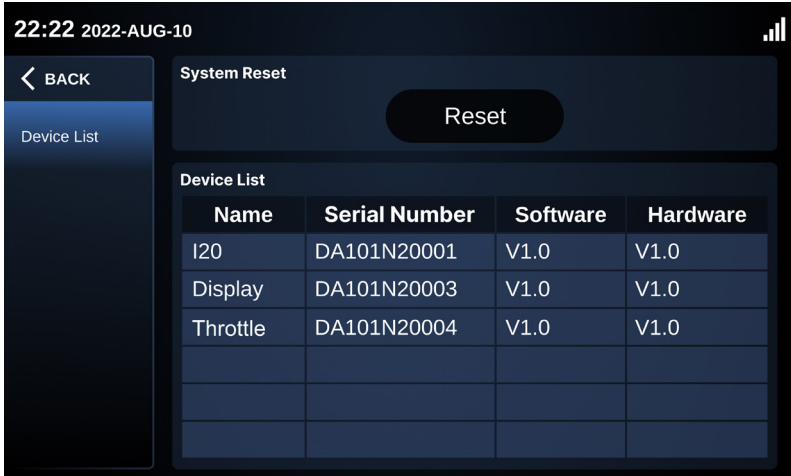 22:22 2022-AUG-10
BACK
Device List
System Reset
Reset
Device List
Name Serial Number Software Hardware
I20 DA101N20001 V1.0 V1.0
Display DA101N20003 V1.0 V1.0
Throttle DA101N20004 V1.0 V1.0